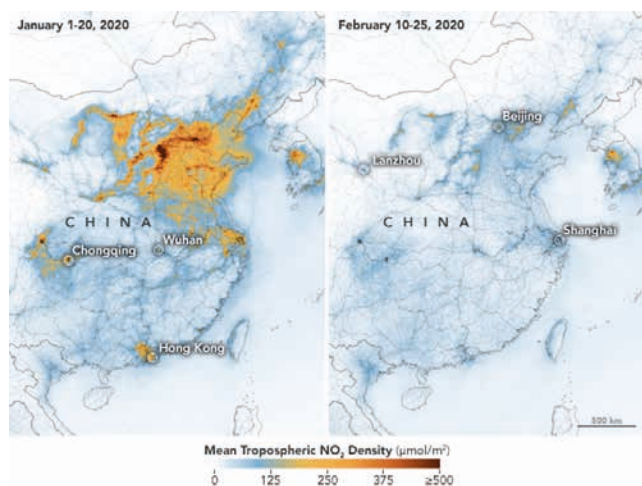 January 1-20, 2020
CHINA
Chongqing
Wuhan
Hong Kong
February 10-25, 2020
Beijing
Lanzhou
CHINA
Shanghai
500 km
Mean Tropospheric NO₂ Density (µmol/m²)
0 125 250 375 ≥500